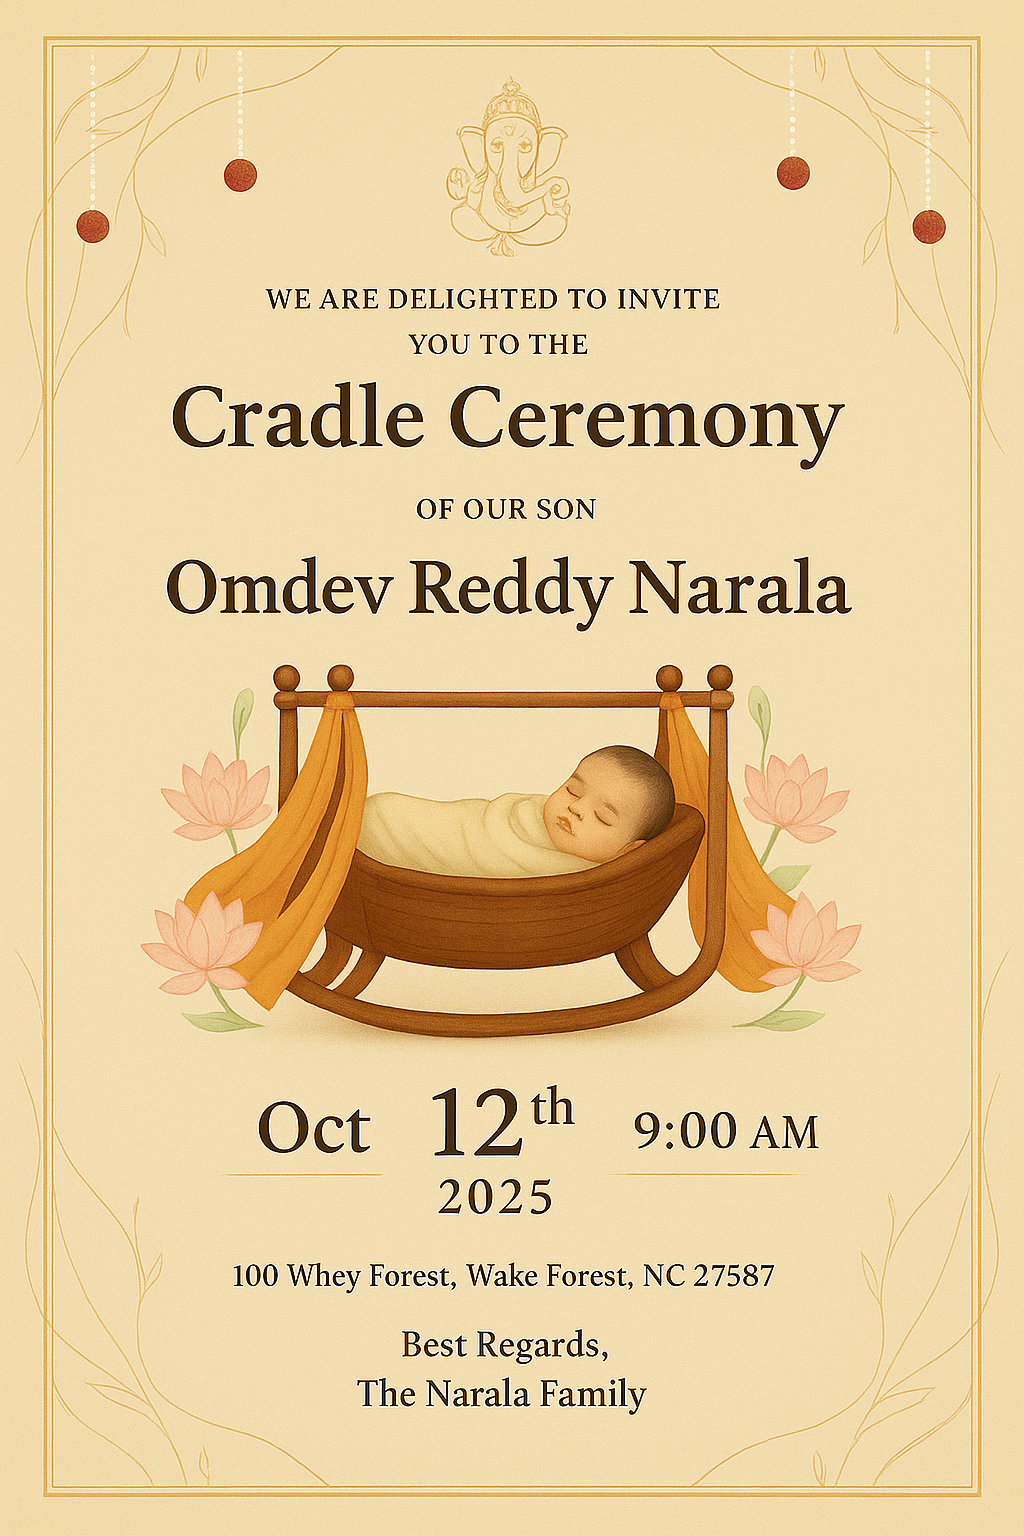 WE ARE DELIGHTED TO INVITE
YOU TO THE
Cradle Ceremony
OF OUR SON
Omdev Reddy Narala
Oct 12th 9:00 AM
2025
100 Whey Forest, Wake Forest, NC 27587
Best Regards,
The Narala Family